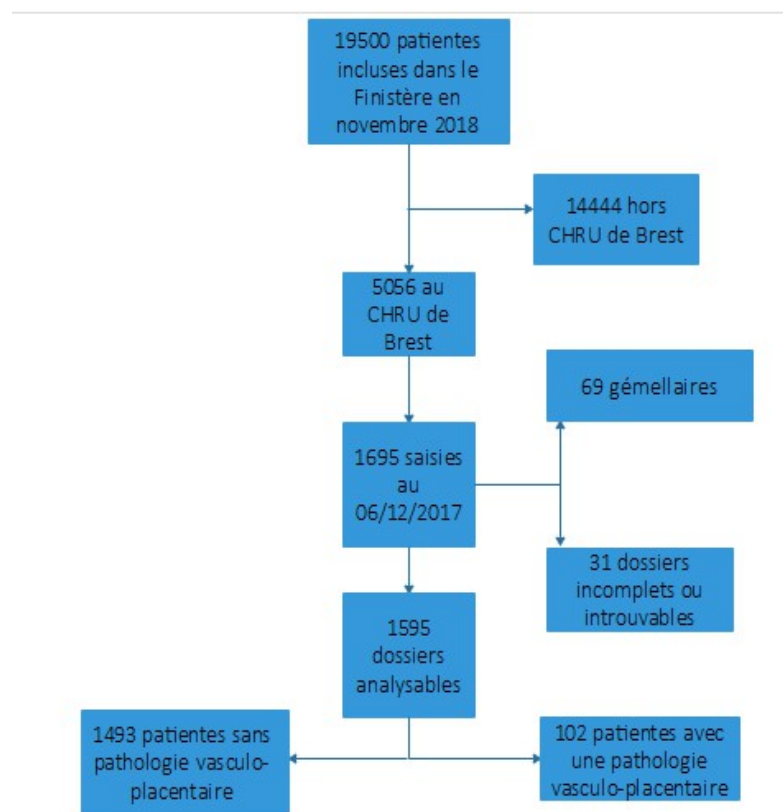 19500 patientes
incluses dans le
Finistère en
novembre 2018
14444 hors
CHRU de Brest
5056 au
CHRU de
Brest
69 gémellaires
1695 saisies
au
06/12/2017
31 dossiers
incomplets ou
introuvables
1595
dossiers
analysables
1493 patientes sans
pathologie vasculo-
placentaire
102 patientes avec
une pathologie
vasculo-placentaire